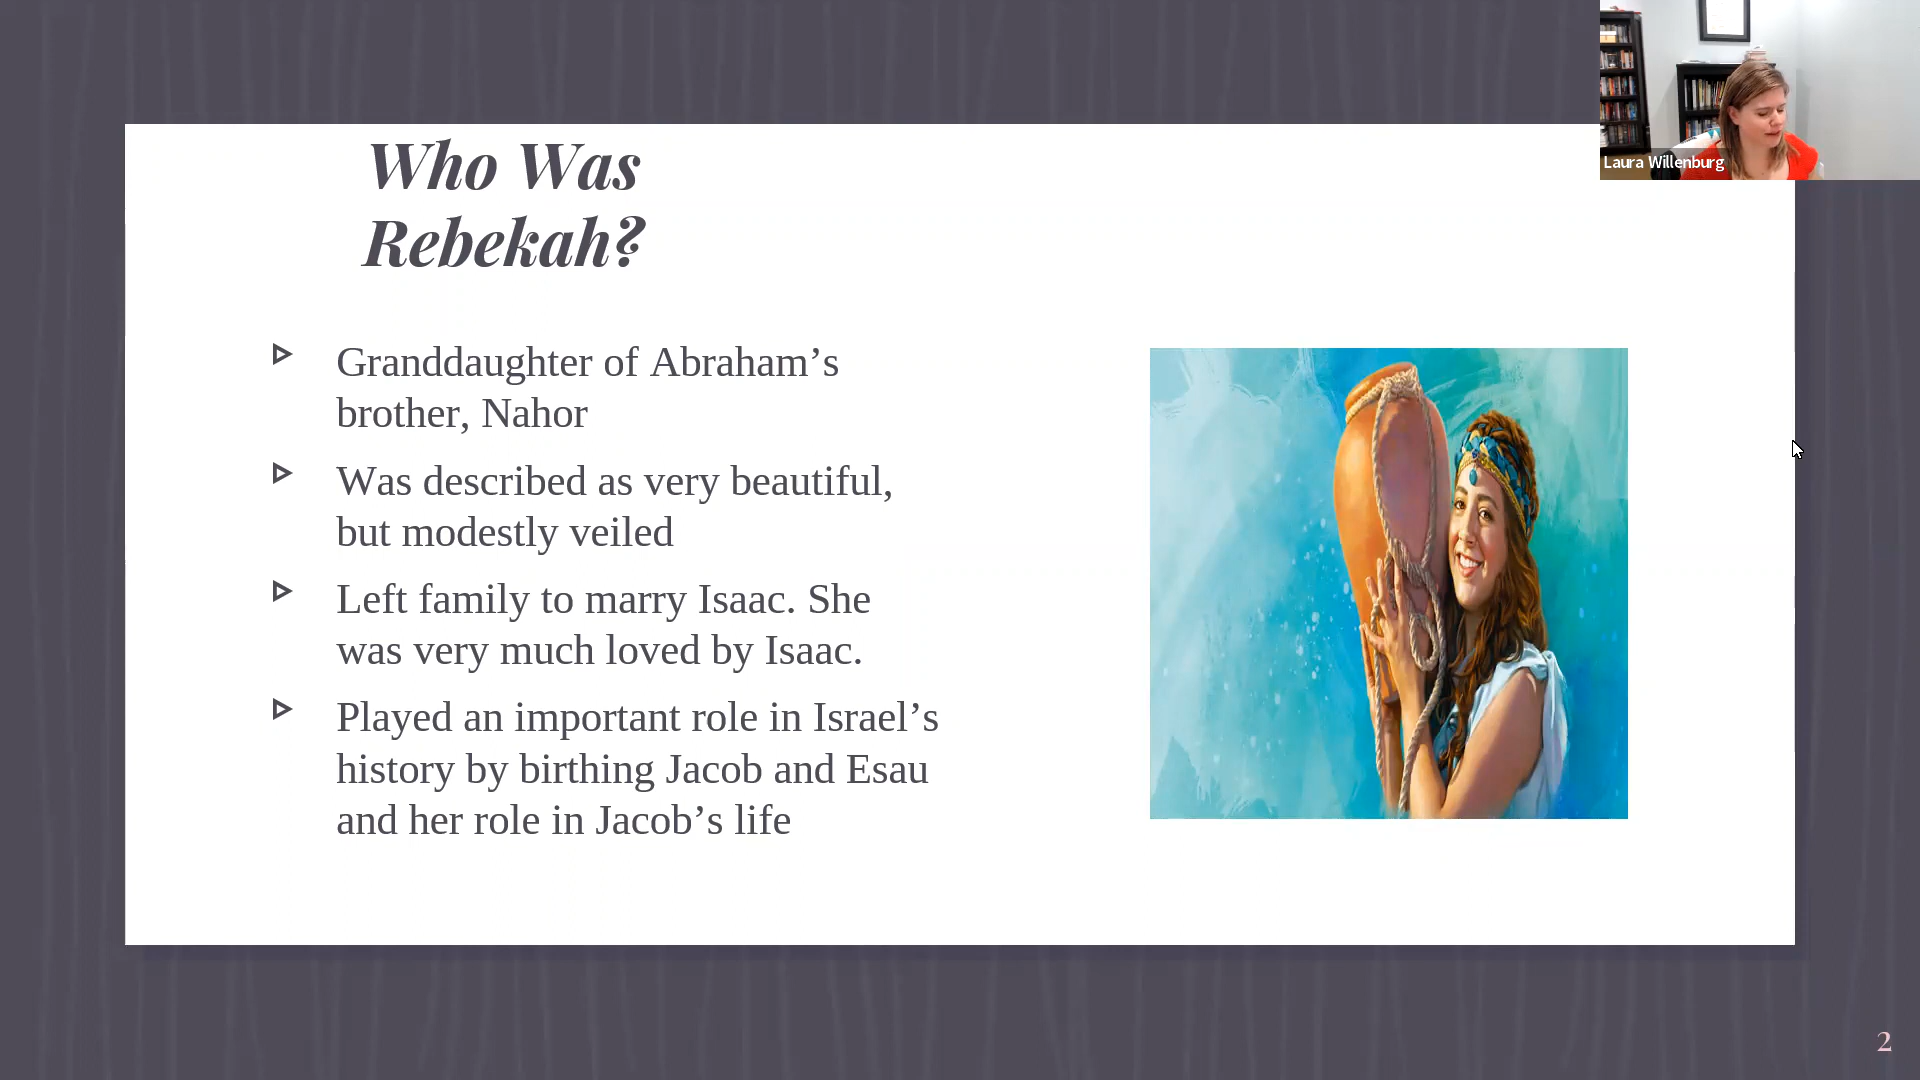 Who Was
Rebekah?
Granddaughter of Abraham’s
brother, Nahor
Was described as very beautiful,
but modestly veiled
Left family to marry Isaac. She
was very much loved by Isaac.
Played an important role in Israel’s
history by birthing Jacob and Esau
and her role in Jacob’s life
Laura Willenburg
2